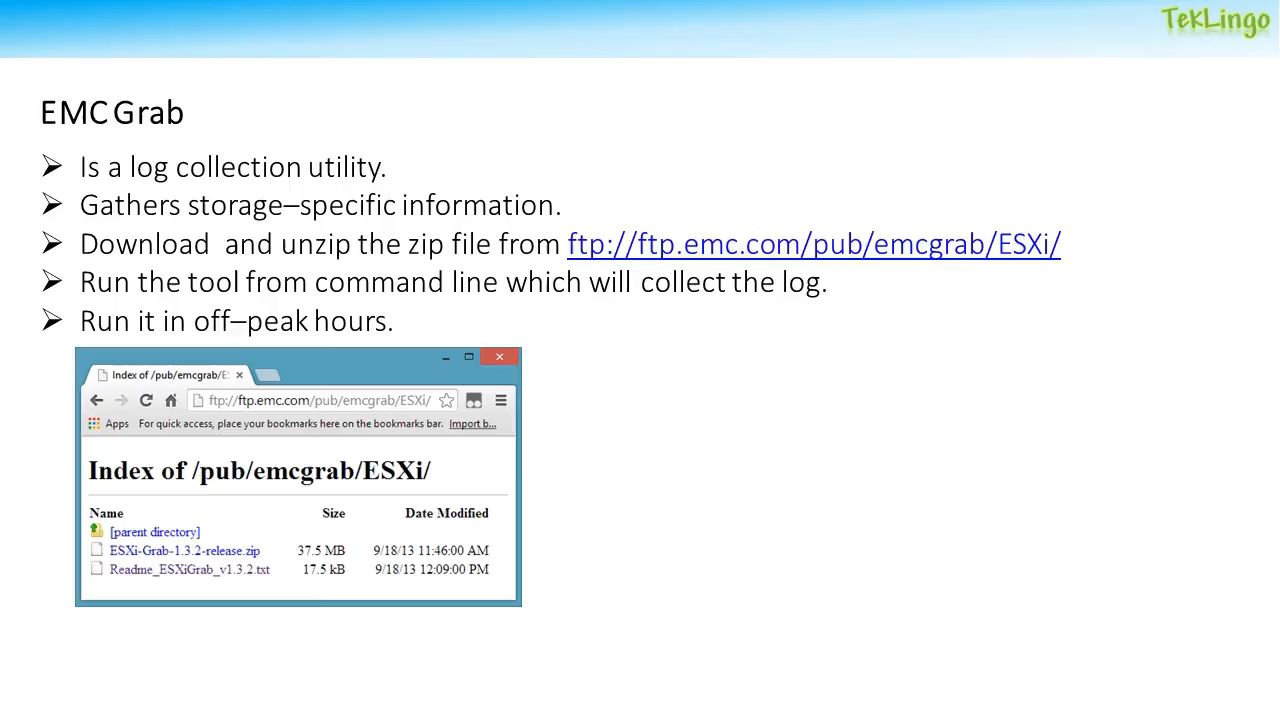 TekLingo
EMC Grab
➢ Is a log collection utility.
➢ Gathers storage–specific information.
➢ Download  and unzip the zip file from ftp://ftp.emc.com/pub/emcgrab/ESXi/
➢ Run the tool from command line which will collect the log.
➢ Run it in off–peak hours.
Index of /pub/emcgrab/ES
ftp://ftp.emc.com/pub/emcgrab/ESXi/
Apps For quick access, place your bookmarks here on the bookmarks bar. Import b...
Index of /pub/emcgrab/ESXi/
Name Size Date Modified
[parent directory]
ESXi-Grab-1.3.2-release.zip 37.5 MB 9/18/13 11:46:00 AM
Readme_ESXiGrab_v1.3.2.txt 17.5 kB 9/18/13 12:09:00 PM